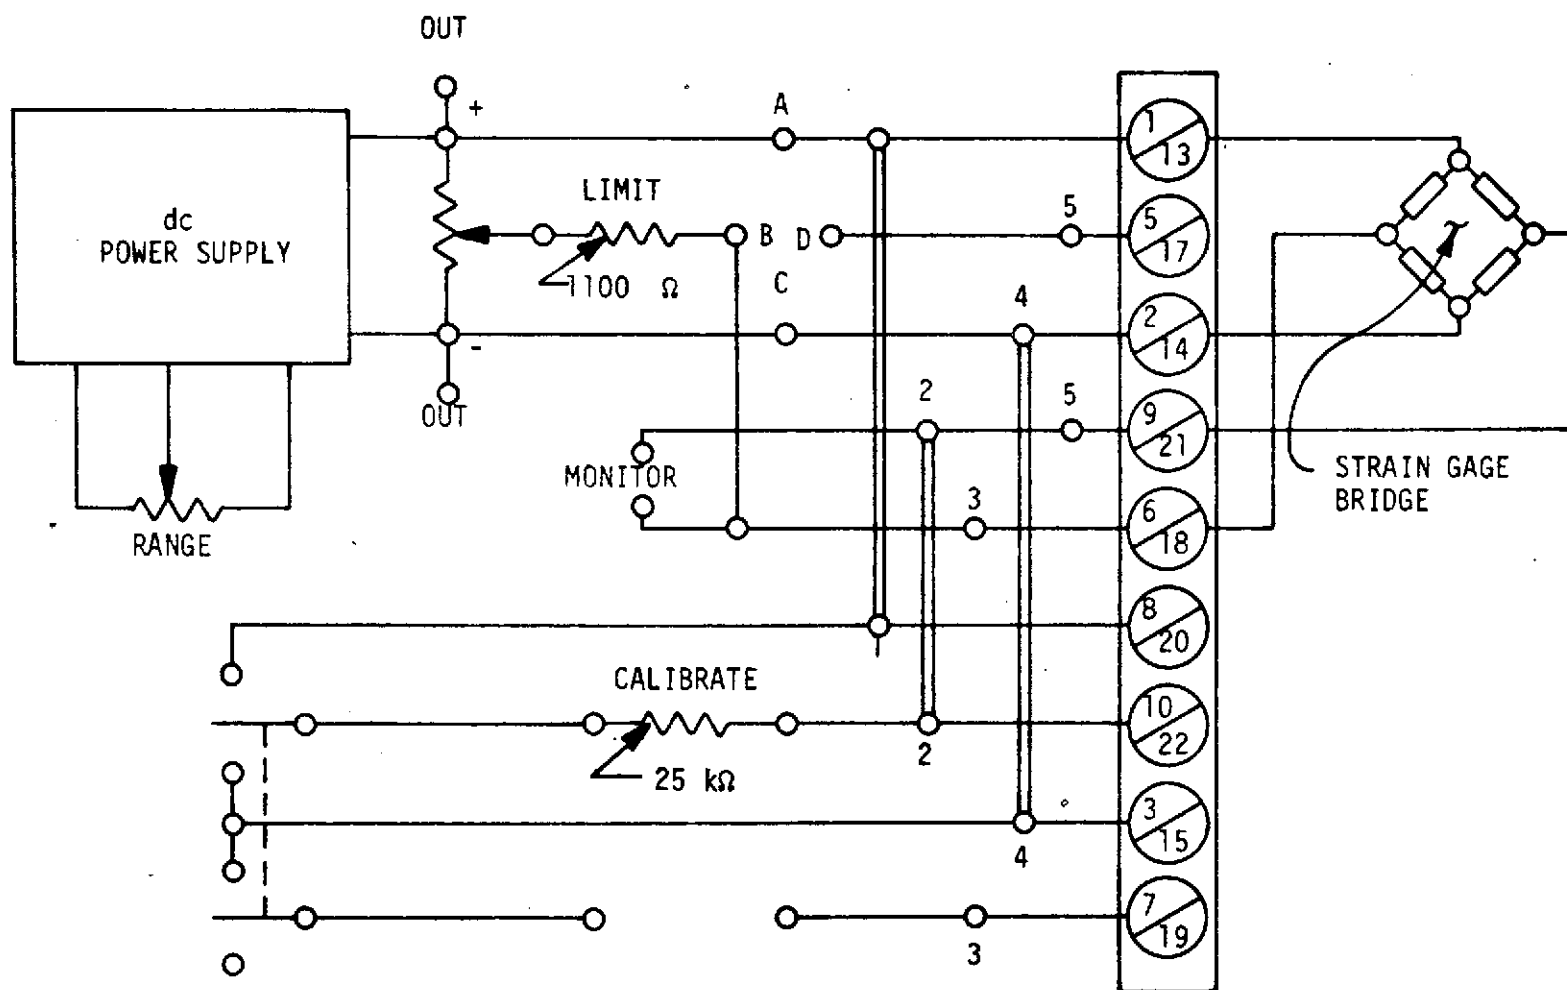 OUT
+
A
1
13
dc
POWER SUPPLY
LIMIT
B
D
5
5
17
1100 Ω
C
4
2
14
-
OUT
2
5
9
21
MONITOR
3
6
18
STRAIN GAGE
BRIDGE
RANGE
8
20
CALIBRATE
10
22
25 kΩ
2
3
15
4
7
19
3